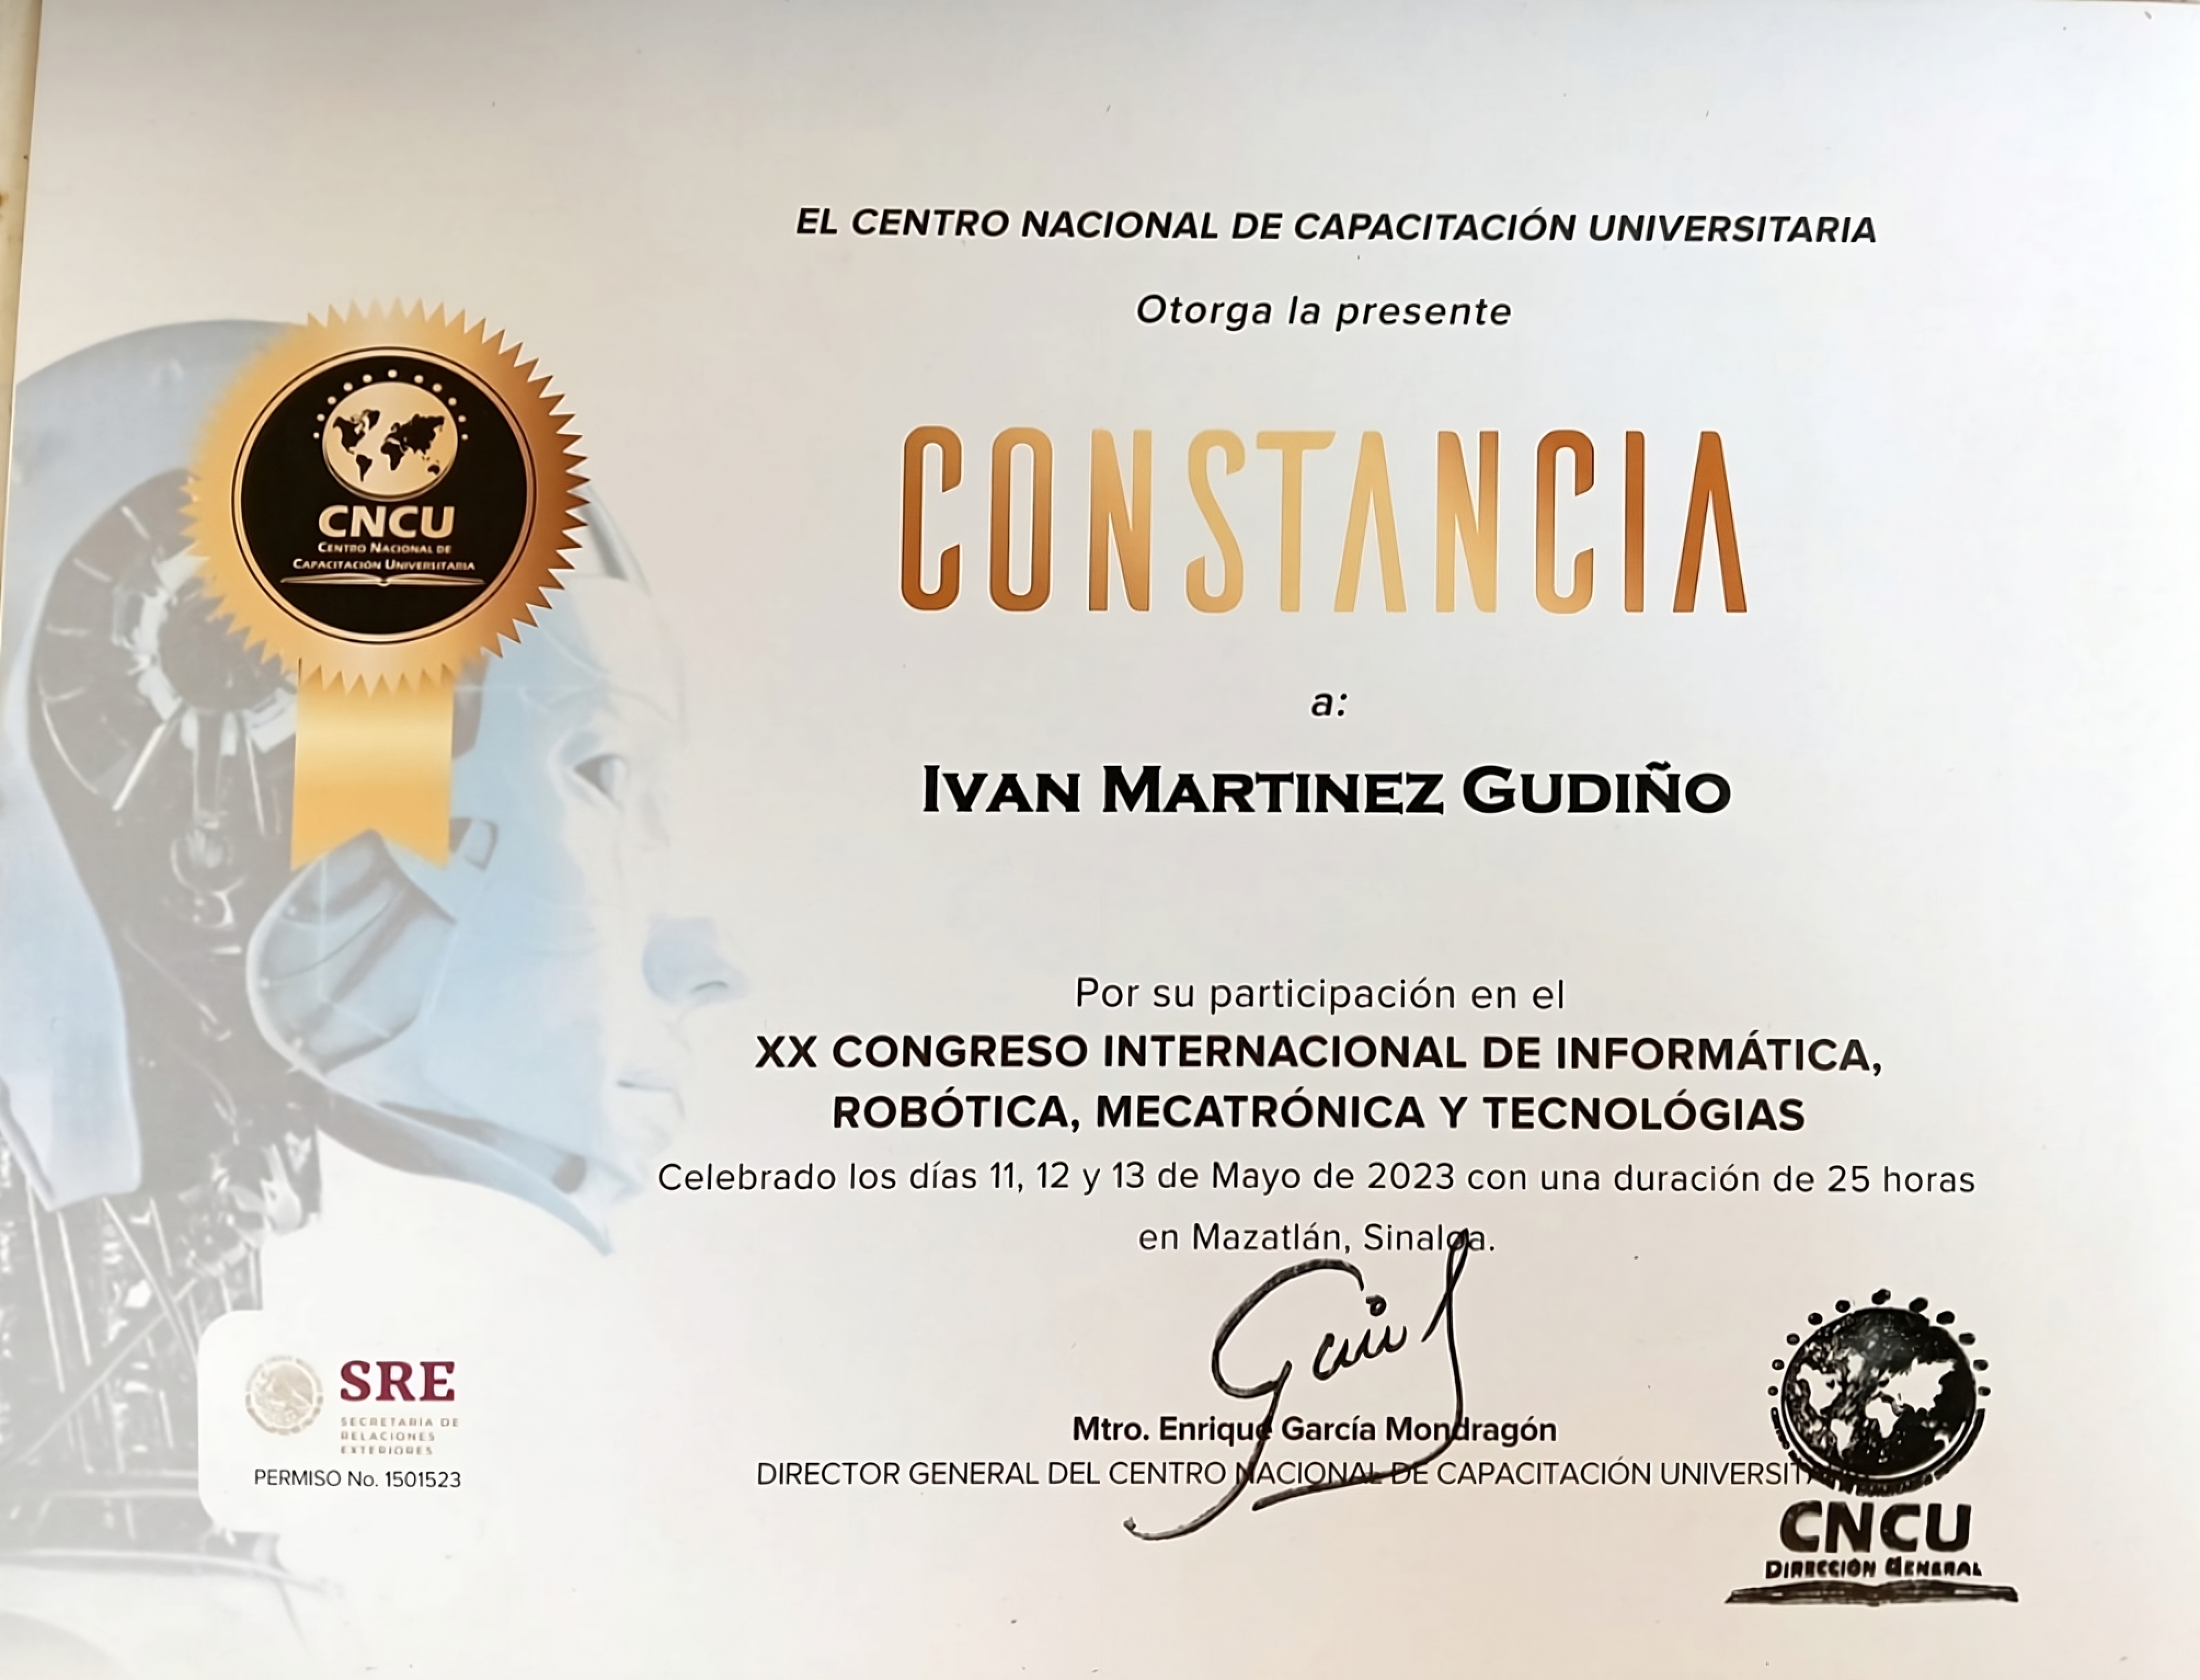 EL CENTRO NACIONAL DE CAPACITACIÓN UNIVERSITARIA
Otorga la presente
CONSTANCIA
a:
IVAN MARTINEZ GUDIÑO
Por su participación en el
XX CONGRESO INTERNACIONAL DE INFORMÁTICA,
ROBÓTICA, MECATRÓNICA Y TECNOLÓGIAS
Celebrado los días 11, 12 y 13 de Mayo de 2023 con una duración de 25 horas
en Mazatlán, Sinaloa.
Mtro. Enrique García Mondragón
DIRECTOR GENERAL DEL CENTRO NACIONAL DE CAPACITACIÓN
CNCU
CENTRO NACIONAL DE
CAPACITACIÓN UNIVERSITARIA
SRE
SECRETARÍA DE
RELACIONES
EXTERIORES
PERMISO No. 1501523
CNCU
DIRECCIÓN GENERAL